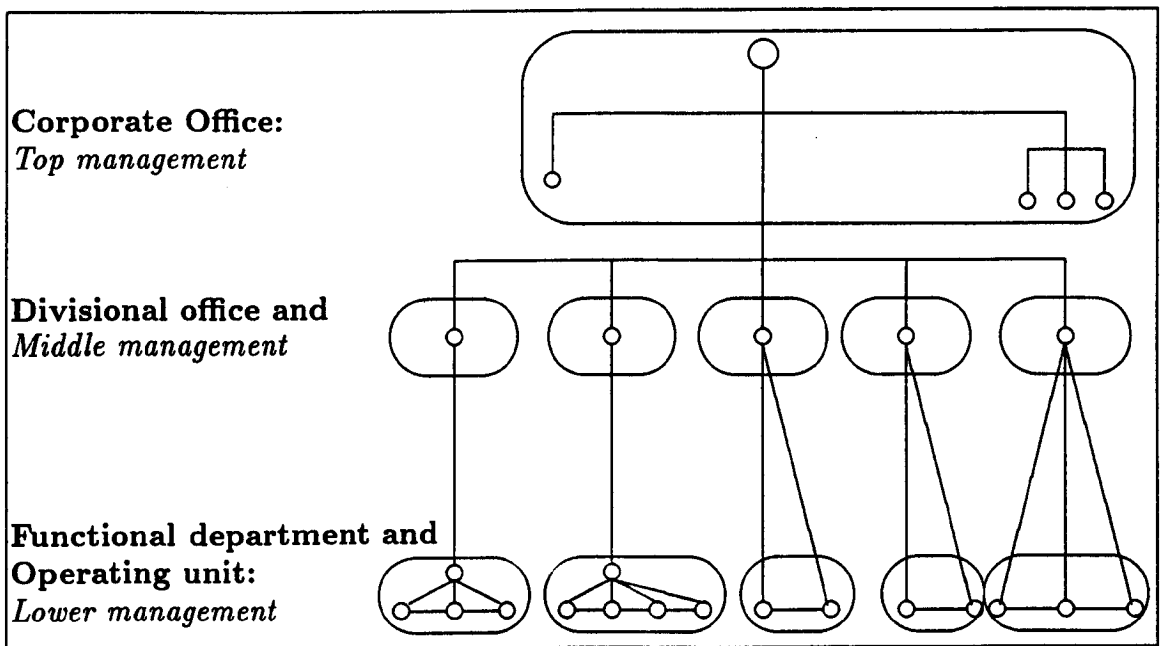 Corporate Office:
Top management
Divisional office and
Middle management
Functional department and
Operating unit:
Lower management